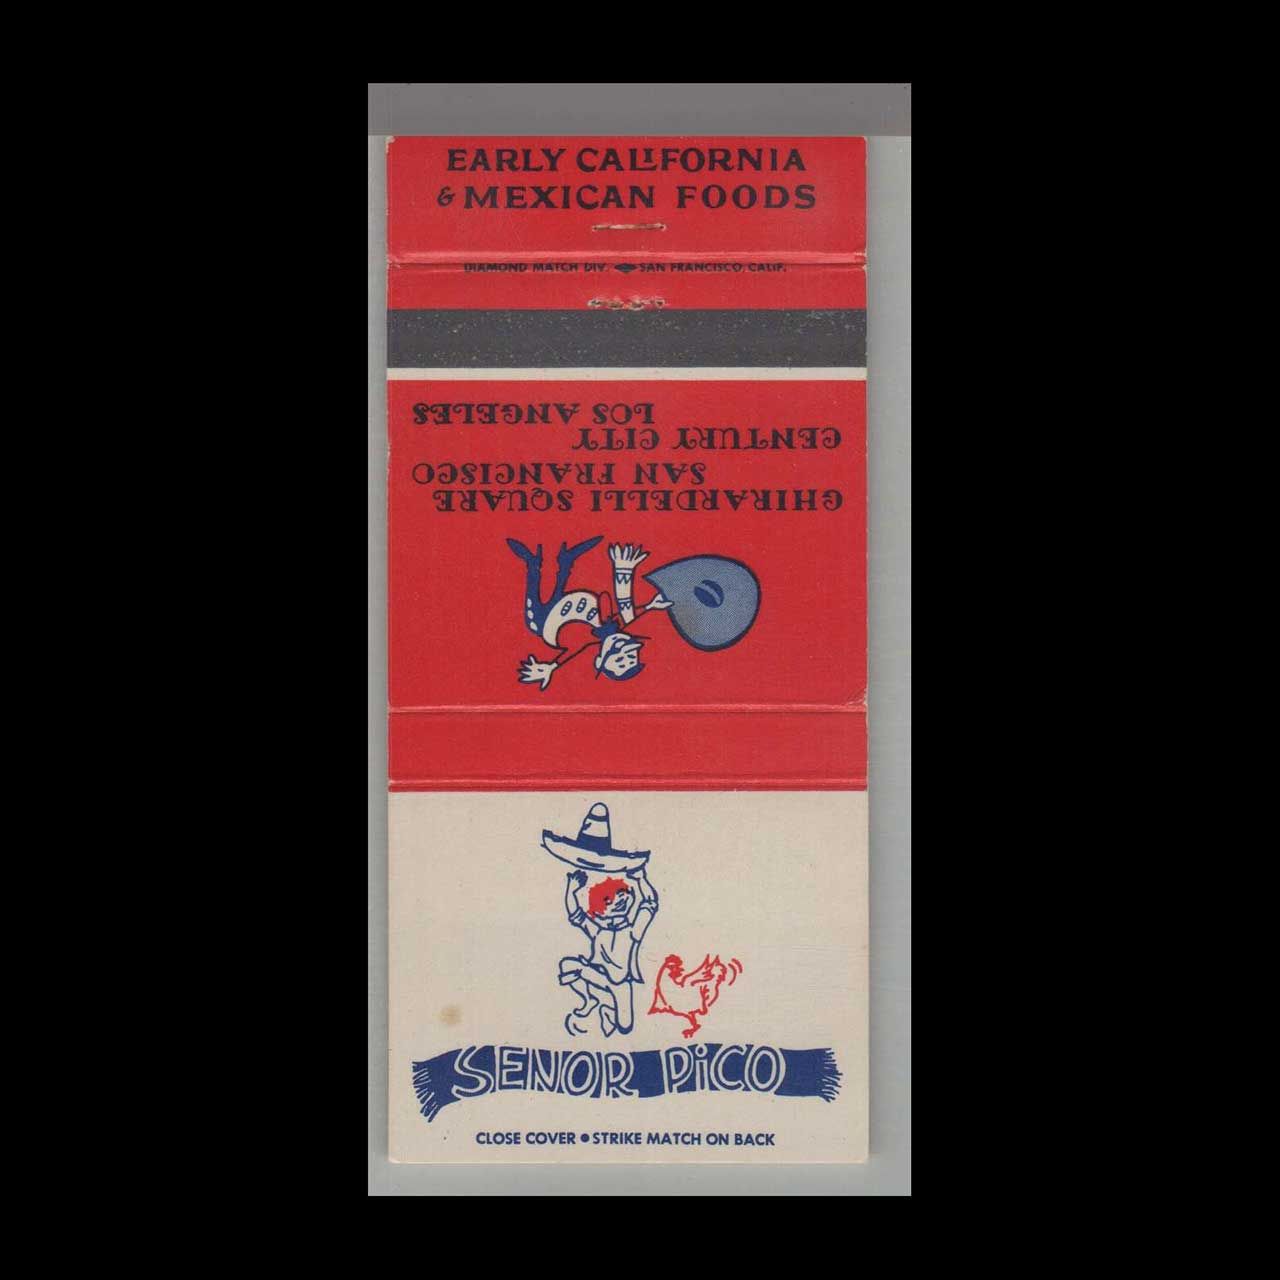 EARLY CALIFORNIA
& MEXICAN FOODS
DIAMOND MATCH DIV. SAN FRANCISCO, CALIF.
GHIRARDELLI SQUARE
SAN FRANCISCO
CENTURY CITY
LOS ANGELES
SENOR PiCO
CLOSE COVER • STRIKE MATCH ON BACK